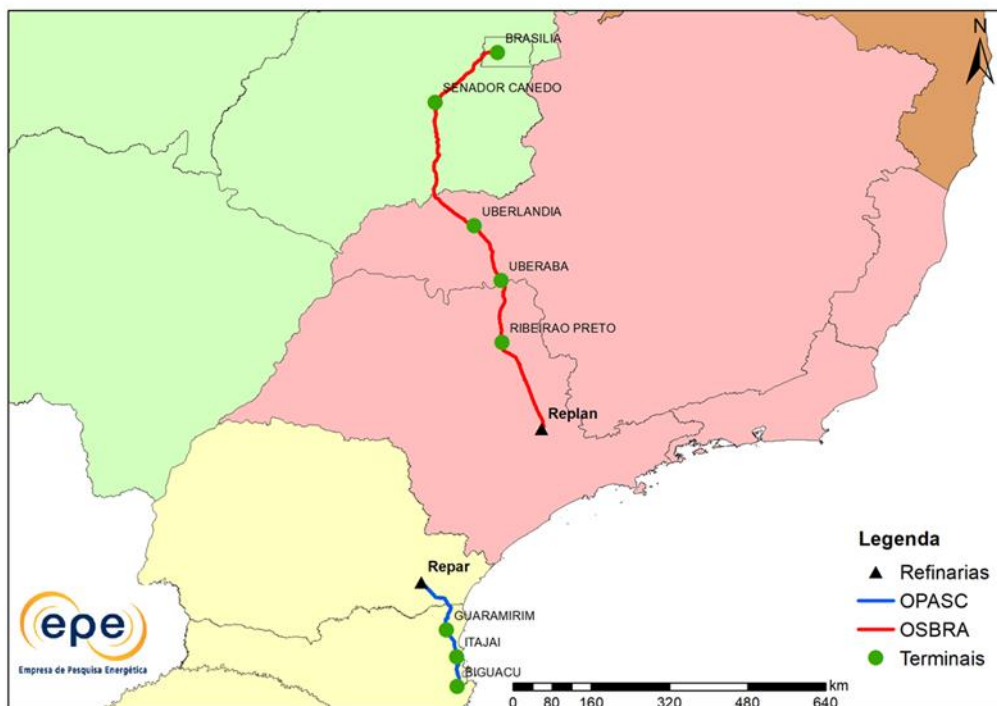 N
BRASILIA
SENADOR CANEDO
UBERLANDIA
UBERABA
RIBEIRAO PRETO
Replan
Repar
GUARAMIRIM
ITAJAI
BIGUACU
Legenda
Refinarias
OPASC
OSBRA
Terminais
epe
Empresa de Pesquisa Energética
km
0 80 160 320 480 640